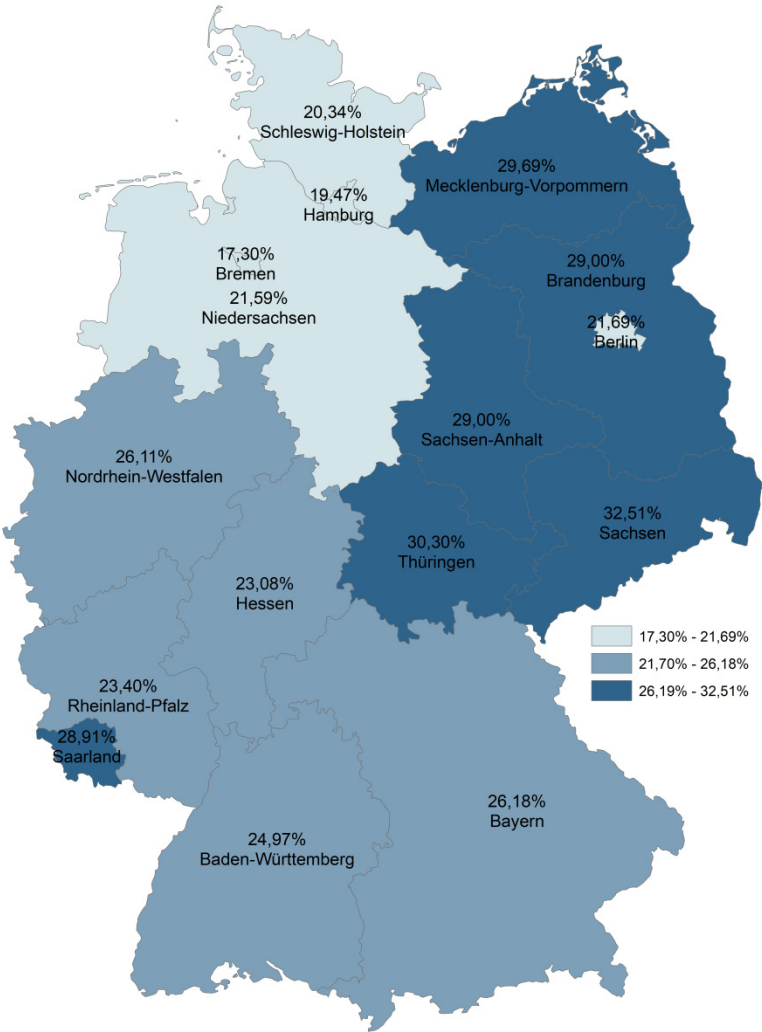 20,34%
Schleswig-Holstein
29,69%
Mecklenburg-Vorpommern
19,47%
Hamburg
17,30%
Bremen
29,00%
Brandenburg
21,59%
Niedersachsen
21,69%
Berlin
29,00%
Sachsen-Anhalt
26,11%
Nordrhein-Westfalen
32,51%
Sachsen
30,30%
Thüringen
23,08%
Hessen
17,30% - 21,69%
21,70% - 26,18%
26,19% - 32,51%
23,40%
Rheinland-Pfalz
28,91%
Saarland
26,18%
Bayern
24,97%
Baden-Württemberg